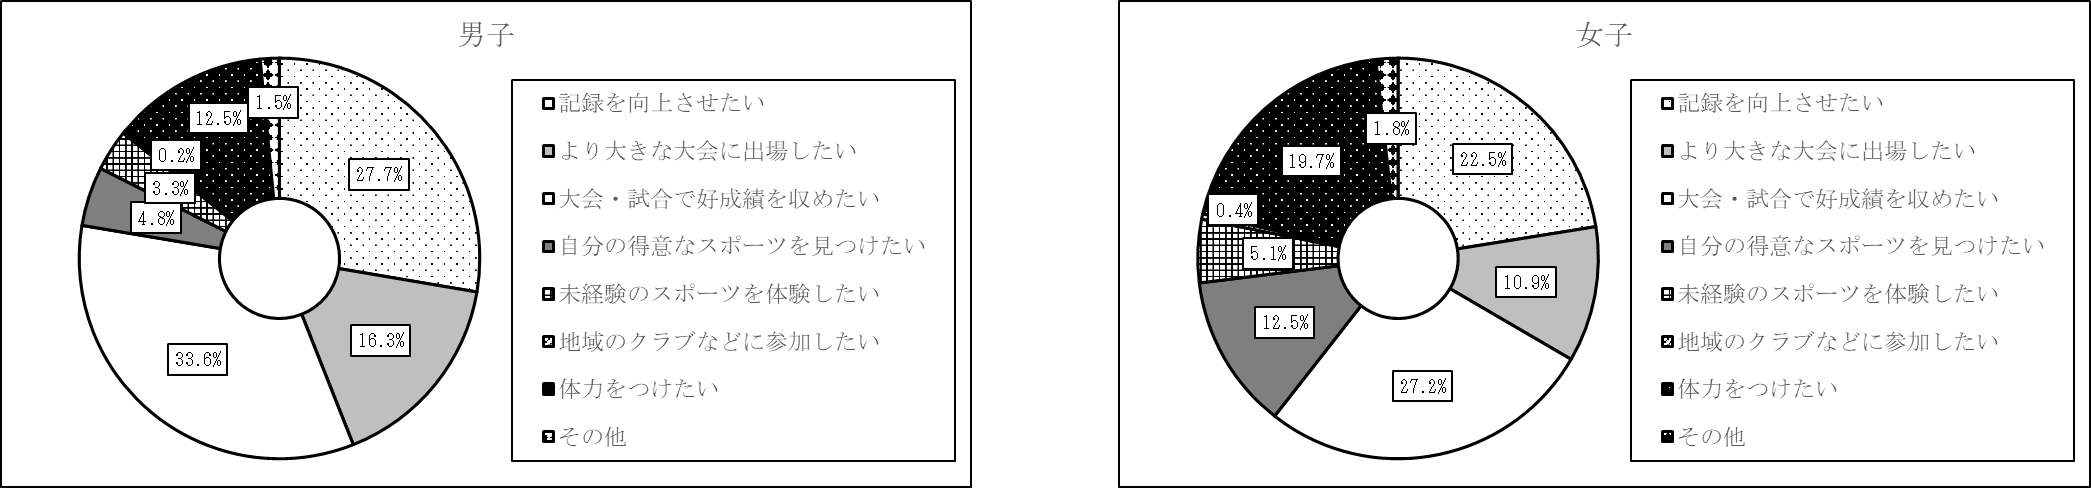 男子
1.5%
12.5%
0.2%
3.3%
4.8%
27.7%
16.3%
33.6%
記録を向上させたい
より大きな大会に出場したい
大会・試合で好成績を収めたい
自分の得意なスポーツを見つけたい
未経験のスポーツを体験したい
地域のクラブなどに参加したい
体力をつけたい
その他
女子
1.8%
19.7%
22.5%
0.4%
5.1%
10.9%
12.5%
27.2%
記録を向上させたい
より大きな大会に出場したい
大会・試合で好成績を収めたい
自分の得意なスポーツを見つけたい
未経験のスポーツを体験したい
地域のクラブなどに参加したい
体力をつけたい
その他